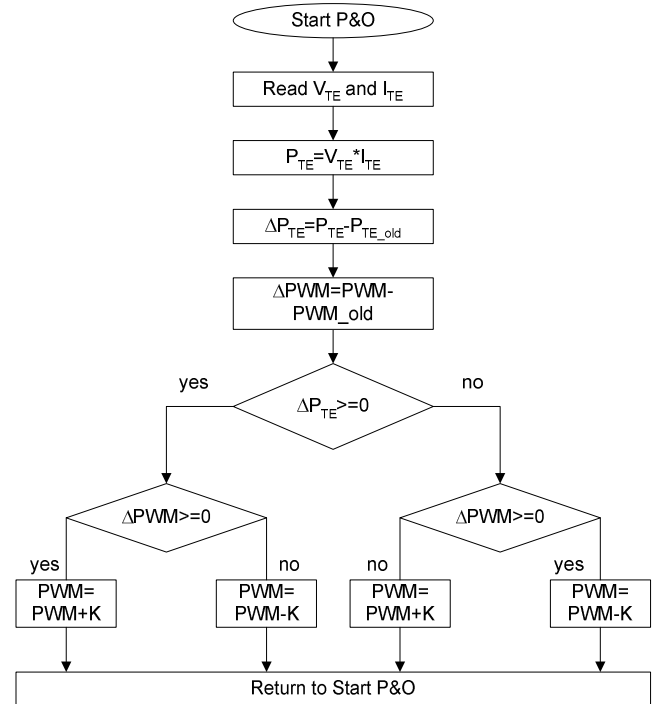 Start P&O
Read V_TE and I_TE
P_TE=V_TE*I_TE
ΔP_TE=P_TE-P_TE_old
ΔPWM=PWM-
PWM_old
yes
no
ΔP_TE>=0
ΔPWM>=0
ΔPWM>=0
yes
no
no
yes
PWM=
PWM+K
PWM=
PWM-K
PWM=
PWM+K
PWM=
PWM-K
Return to Start P&O